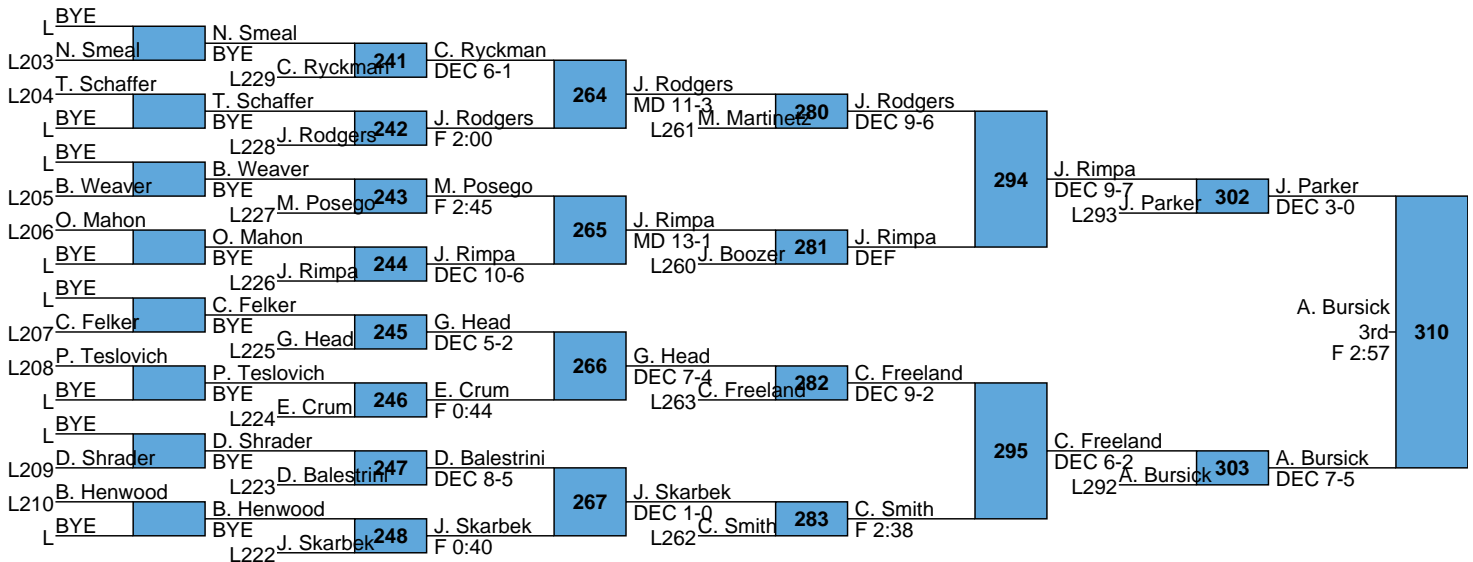 BYE
L
N. Smeal
L203
N. Smeal
BYE
T. Schaffer
L204
BYE
L
T. Schaffer
BYE
BYE
L
B. Weaver
L205
B. Weaver
BYE
O. Mahon
L206
BYE
L
O. Mahon
BYE
BYE
L
C. Felker
L207
C. Felker
BYE
P. Teslovich
L208
BYE
L
P. Teslovich
BYE
BYE
L
D. Shrader
L209
D. Shrader
BYE
B. Henwood
L210
BYE
L
B. Henwood
BYE
L229
C. Ryckman
241
C. Ryckman
DEC 6-1
L228
J. Rodgers
242
J. Rodgers
F 2:00
L227
M. Posego
243
M. Posego
F 2:45
L226
J. Rimpa
244
J. Rimpa
DEC 10-6
L225
G. Head
245
G. Head
DEC 5-2
L224
E. Crum
246
E. Crum
F 0:44
L223
D. Balestrini
247
D. Balestrini
DEC 8-5
L222
J. Skarbek
248
J. Skarbek
F 0:40
264
J. Rodgers
MD 11-3
265
J. Rimpa
MD 13-1
266
G. Head
DEC 7-4
267
J. Skarbek
DEC 1-0
L261
M. Martinetz
280
J. Rodgers
DEC 9-6
L260
J. Boozer
281
J. Rimpa
DEF
L263
C. Freeland
282
C. Freeland
DEC 9-2
L262
C. Smith
283
C. Smith
F 2:38
294
J. Rimpa
DEC 9-7
295
C. Freeland
DEC 6-2
L293
J. Parker
302
J. Parker
DEC 3-0
L292
A. Bursick
303
A. Bursick
DEC 7-5
A. Bursick
3rd
F 2:57
310